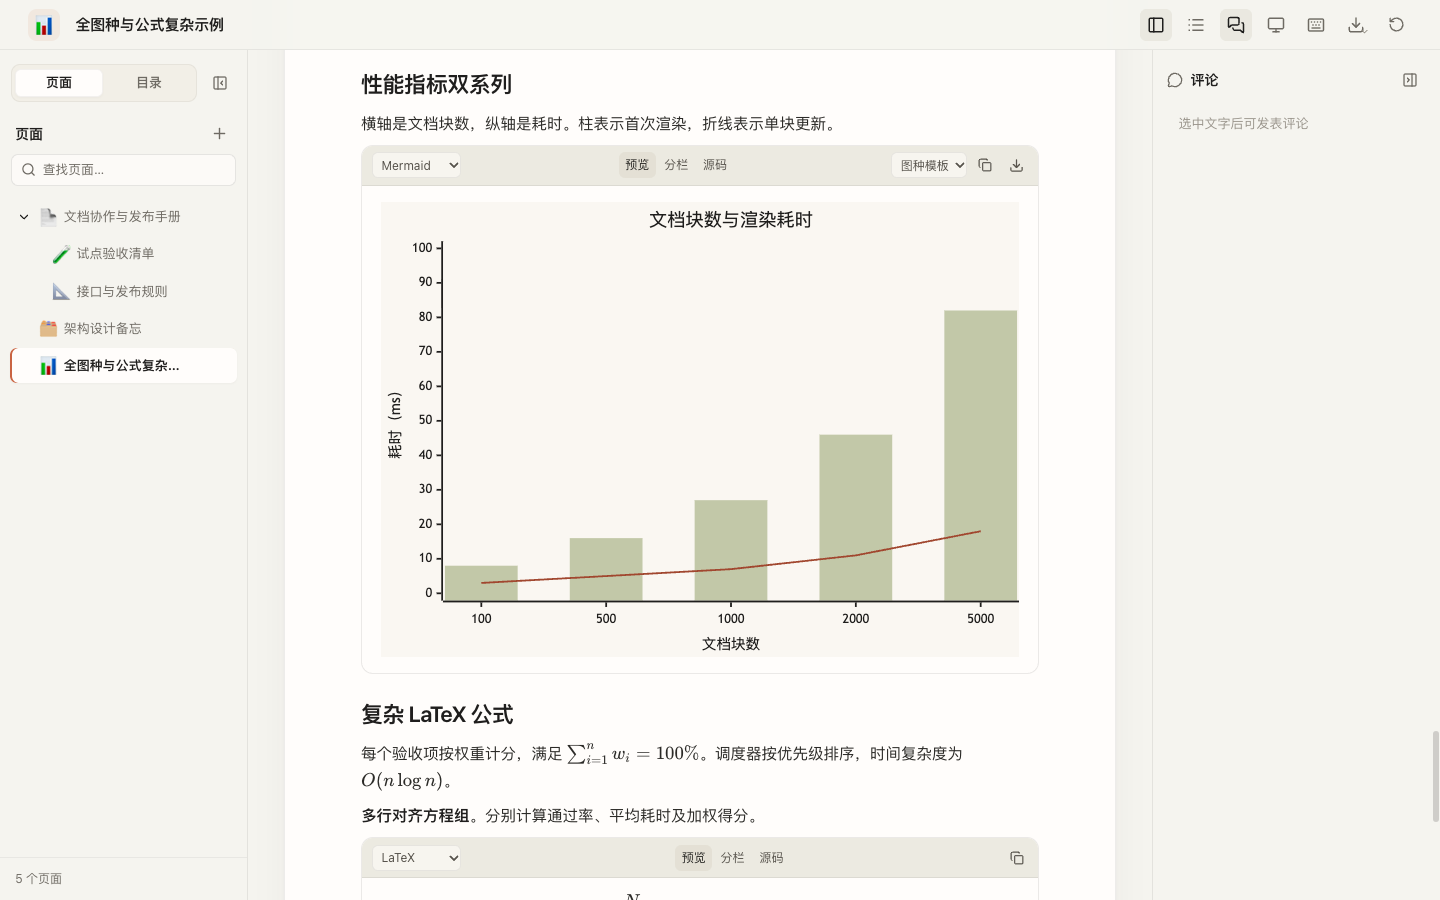 全图种与公式复杂示例
页面
目录
页面
查找页面...
文档协作与发布手册
试点验收清单
接口与发布规则
架构设计备忘
全图种与公式复杂...
5 个页面
性能指标双系列
横轴是文档块数，纵轴是耗时。柱表示首次渲染，折线表示单块更新。
Mermaid
预览
分栏
源码
图种模板
文档块数与渲染耗时
耗时 (ms)
100
90
80
70
60
50
40
30
20
10
0
100 500 1000 2000 5000
文档块数
复杂 LaTeX 公式
每个验收项按权重计分，满足 ∑ⁿᵢ₌₁ wᵢ = 100%。调度器按优先级排序，时间复杂度为
O(n log n)。
多行对齐方程组。分别计算通过率、平均耗时及加权得分。
LaTeX
预览
分栏
源码
N
评论
选中文字后可发表评论